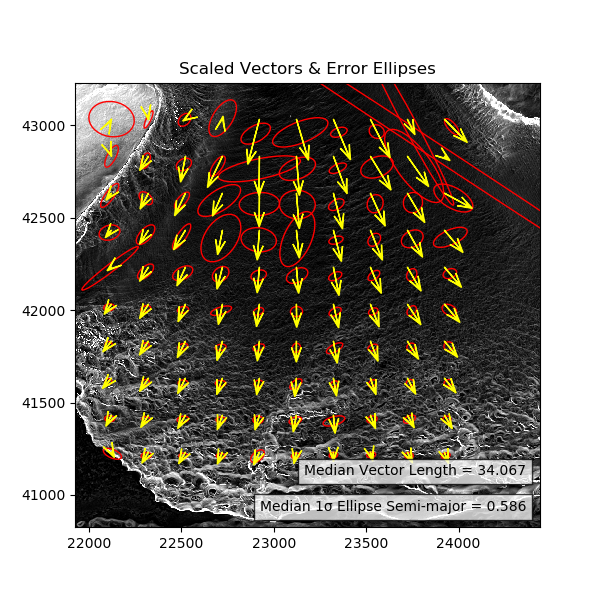 Scaled Vectors & Error Ellipses
43000
42500
42000
41500
41000
Median Vector Length = 34.067
Median 1σ Ellipse Semi-major = 0.586
22000 22500 23000 23500 24000